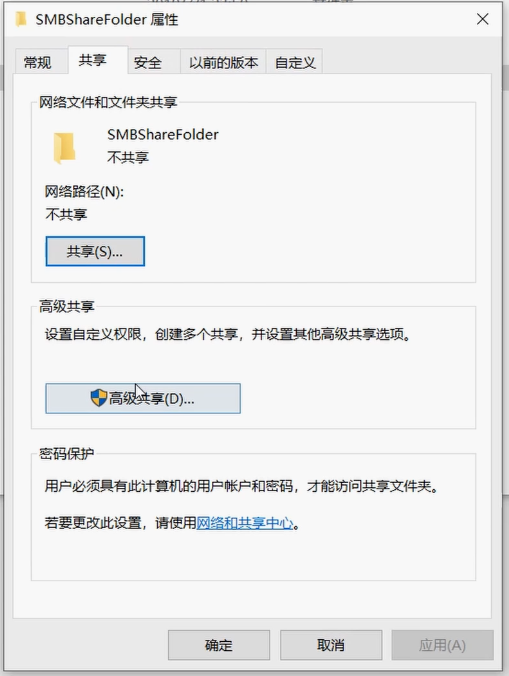 SMBShareFolder 属性
常规 共享 安全 以前的版本 自定义
网络文件和文件夹共享
SMBShareFolder
不共享
网络路径(N):
不共享
共享(S)...
高级共享
设置自定义权限，创建多个共享，并设置其他高级共享选项。
高级共享(D)...
密码保护
用户必须具有此计算机的用户帐户和密码，才能访问共享文件夹。
若要更改此设置，请使用网络和共享中心。
确定 取消 应用(A)